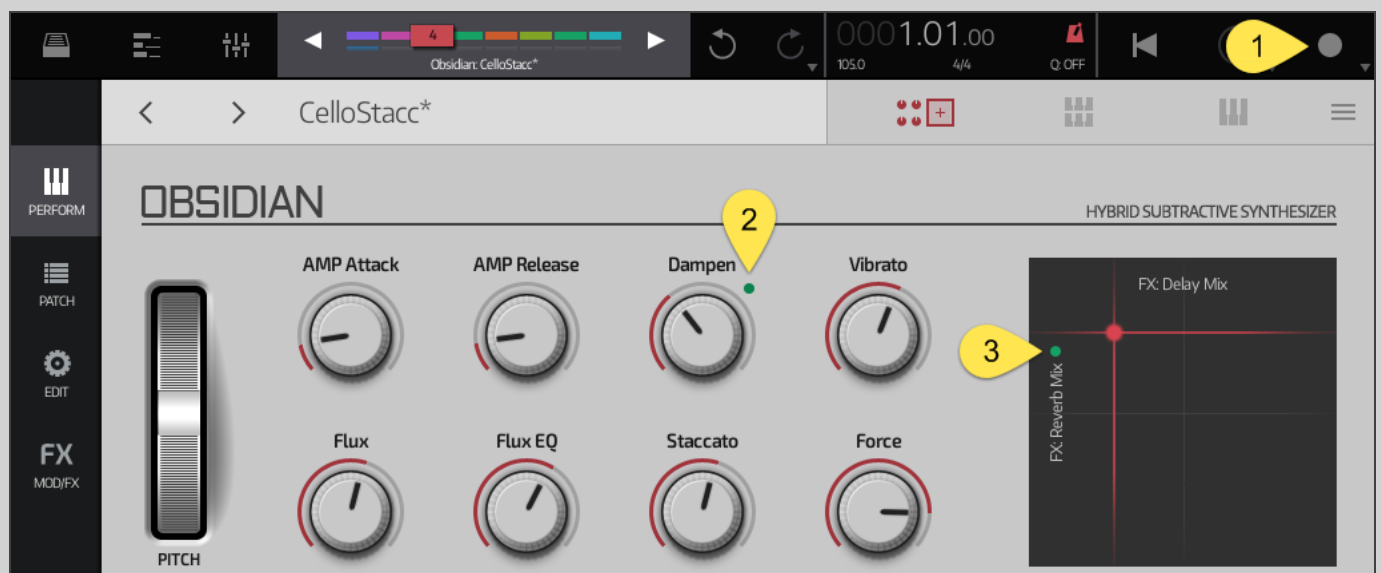 4
Obsidian: CelloStacc*
0001.01.00
105.0 4/4 Q: OFF
1
CelloStacc*
PERFORM
OBSIDIAN
HYBRID SUBTRACTIVE SYNTHESIZER
2
AMP Attack AMP Release Dampen Vibrato
FX: Delay Mix
PATCH
3
FX: Reverb Mix
EDIT
Flux Flux EQ Staccato Force
FX
MOD/FX
PITCH